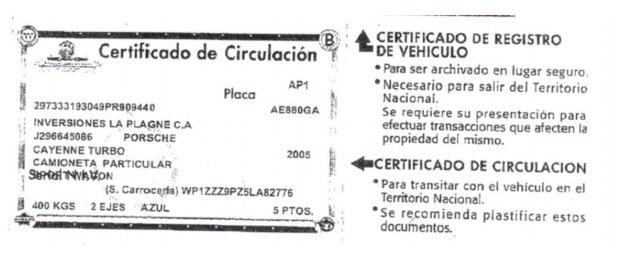 Certificado de Circulación
AP1
Placa
297333193049PR909440
AE880GA
INVERSIONES LA PLAGNE C.A
J296645086 PORSCHE
CAYENNE TURBO
2005
CAMIONETA PARTICULAR
(S. Carrocería) WP1ZZZ9PZ5LA82776
400 KGS 2 EJES AZUL 5 PTOS.
B
CERTIFICADO DE REGISTRO
DE VEHICULO
• Para ser archivado en lugar seguro.
• Necesario para salir del Territorio
Nacional.
Se requiere su presentación para
efectuar transacciones que afecten la
propiedad del mismo.
CERTIFICADO DE CIRCULACION
• Para transitar con el vehículo en el
Territorio Nacional.
• Se recomienda plastificar estos
documentos.